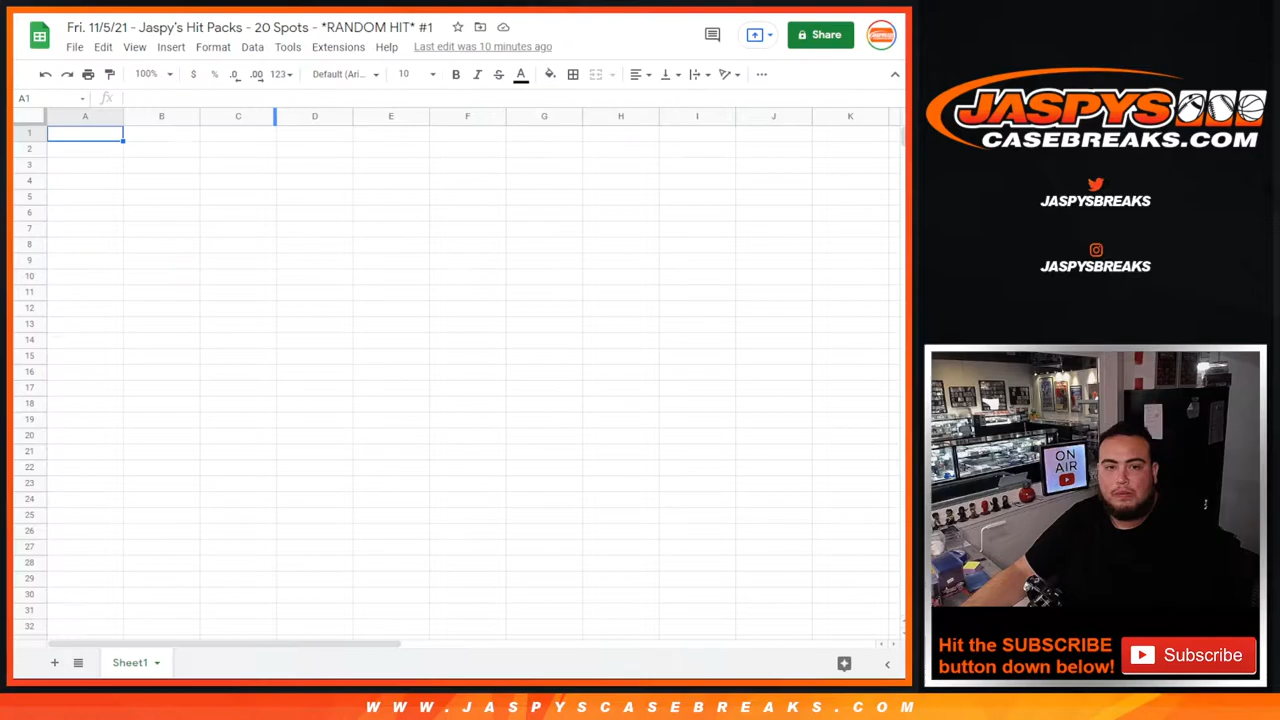 Fri. 11/5/21 - Jaspy's Hit Packs - 20 Spots - *RANDOM HIT* #1
File Edit View Insert Format Data Tools Extensions Help Last edit was 10 minutes ago
Share
100% $ % .0 .00 123 Default (Ari... 10 B I S A
A1 fx
A B C D E F G H I J K
1
2
3
4
5
6
7
8
9
10
11
12
13
14
15
16
17
18
19
20
21
22
23
24
25
26
27
28
29
30
31
32
Sheet1
JASPYS
CASEBREAKS.COM
JASPYSBREAKS
JASPYSBREAKS
ON
AIR
Hit the SUBSCRIBE
button down below!
Subscribe
WWW.JASPYSCASEBREAKS.COM